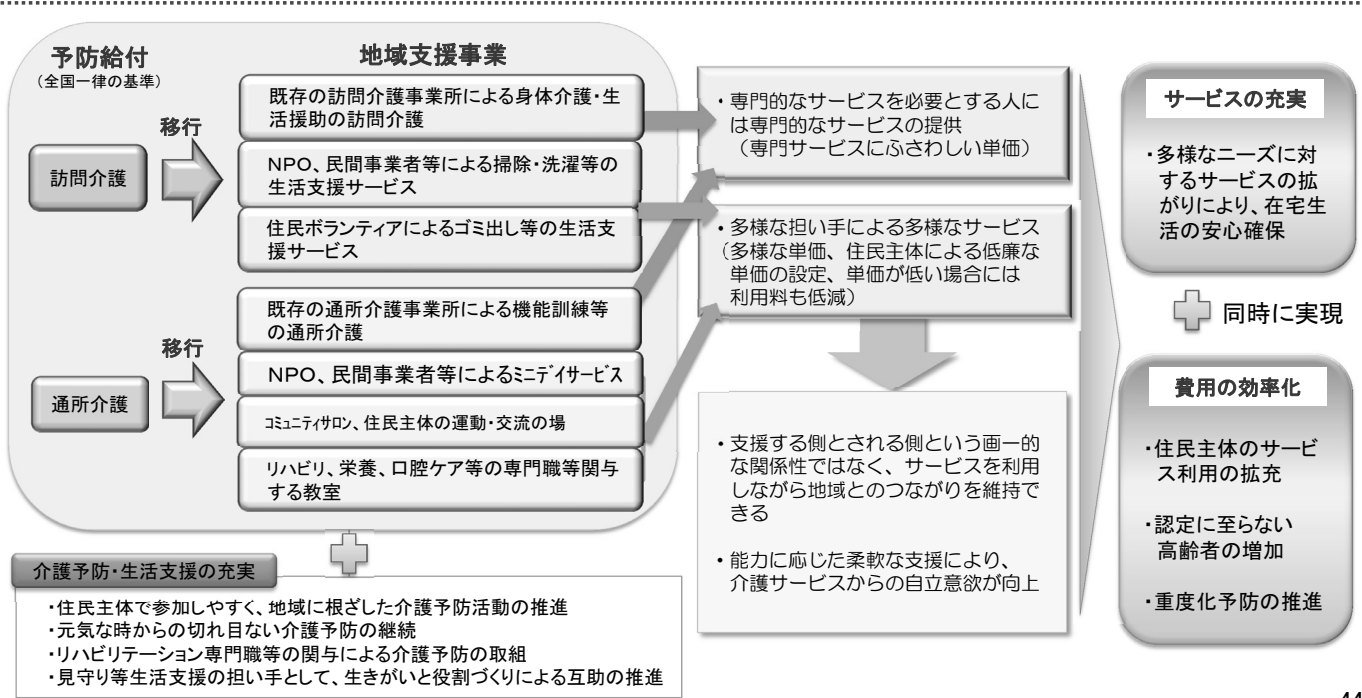 予防給付
(全国一律の基準)
地域支援事業
移行
訪問介護
既存の訪問介護事業所による身体介護・生
活援助の訪問介護
NPO、民間事業者等による掃除・洗濯等の
生活支援サービス
住民ボランティアによるゴミ出し等の生活支
援サービス
移行
通所介護
既存の通所介護事業所による機能訓練等
の通所介護
NPO、民間事業者等によるミニデイサービス
コミュニティサロン、住民主体の運動・交流の場
リハビリ、栄養、口腔ケア等の専門職等関与
する教室
介護予防・生活支援の充実
・住民主体で参加しやすく、地域に根ざした介護予防活動の推進
・元気な時からの切れ目ない介護予防の継続
・リハビリテーション専門職等の関与による介護予防の取組
・見守り等生活支援の担い手として、生きがいと役割づくりによる互助の推進
・専門的なサービスを必要とする人に
は専門的なサービスの提供
(専門サービスにふさわしい単価)
・多様な担い手による多様なサービス
(多様な単価、住民主体による低廉な
単価の設定、単価が低い場合には
利用料も低減)
・支援する側とされる側という画一的
な関係性ではなく、サービスを利用
しながら地域とのつながりを維持で
きる
・能力に応じた柔軟な支援により、
介護サービスからの自立意欲が向上
サービスの充実
・多様なニーズに対
するサービスの拡
がりにより、在宅生
活の安心確保
同時に実現
費用の効率化
・住民主体のサービ
ス利用の拡充
・認定に至らない
高齢者の増加
・重度化予防の推進